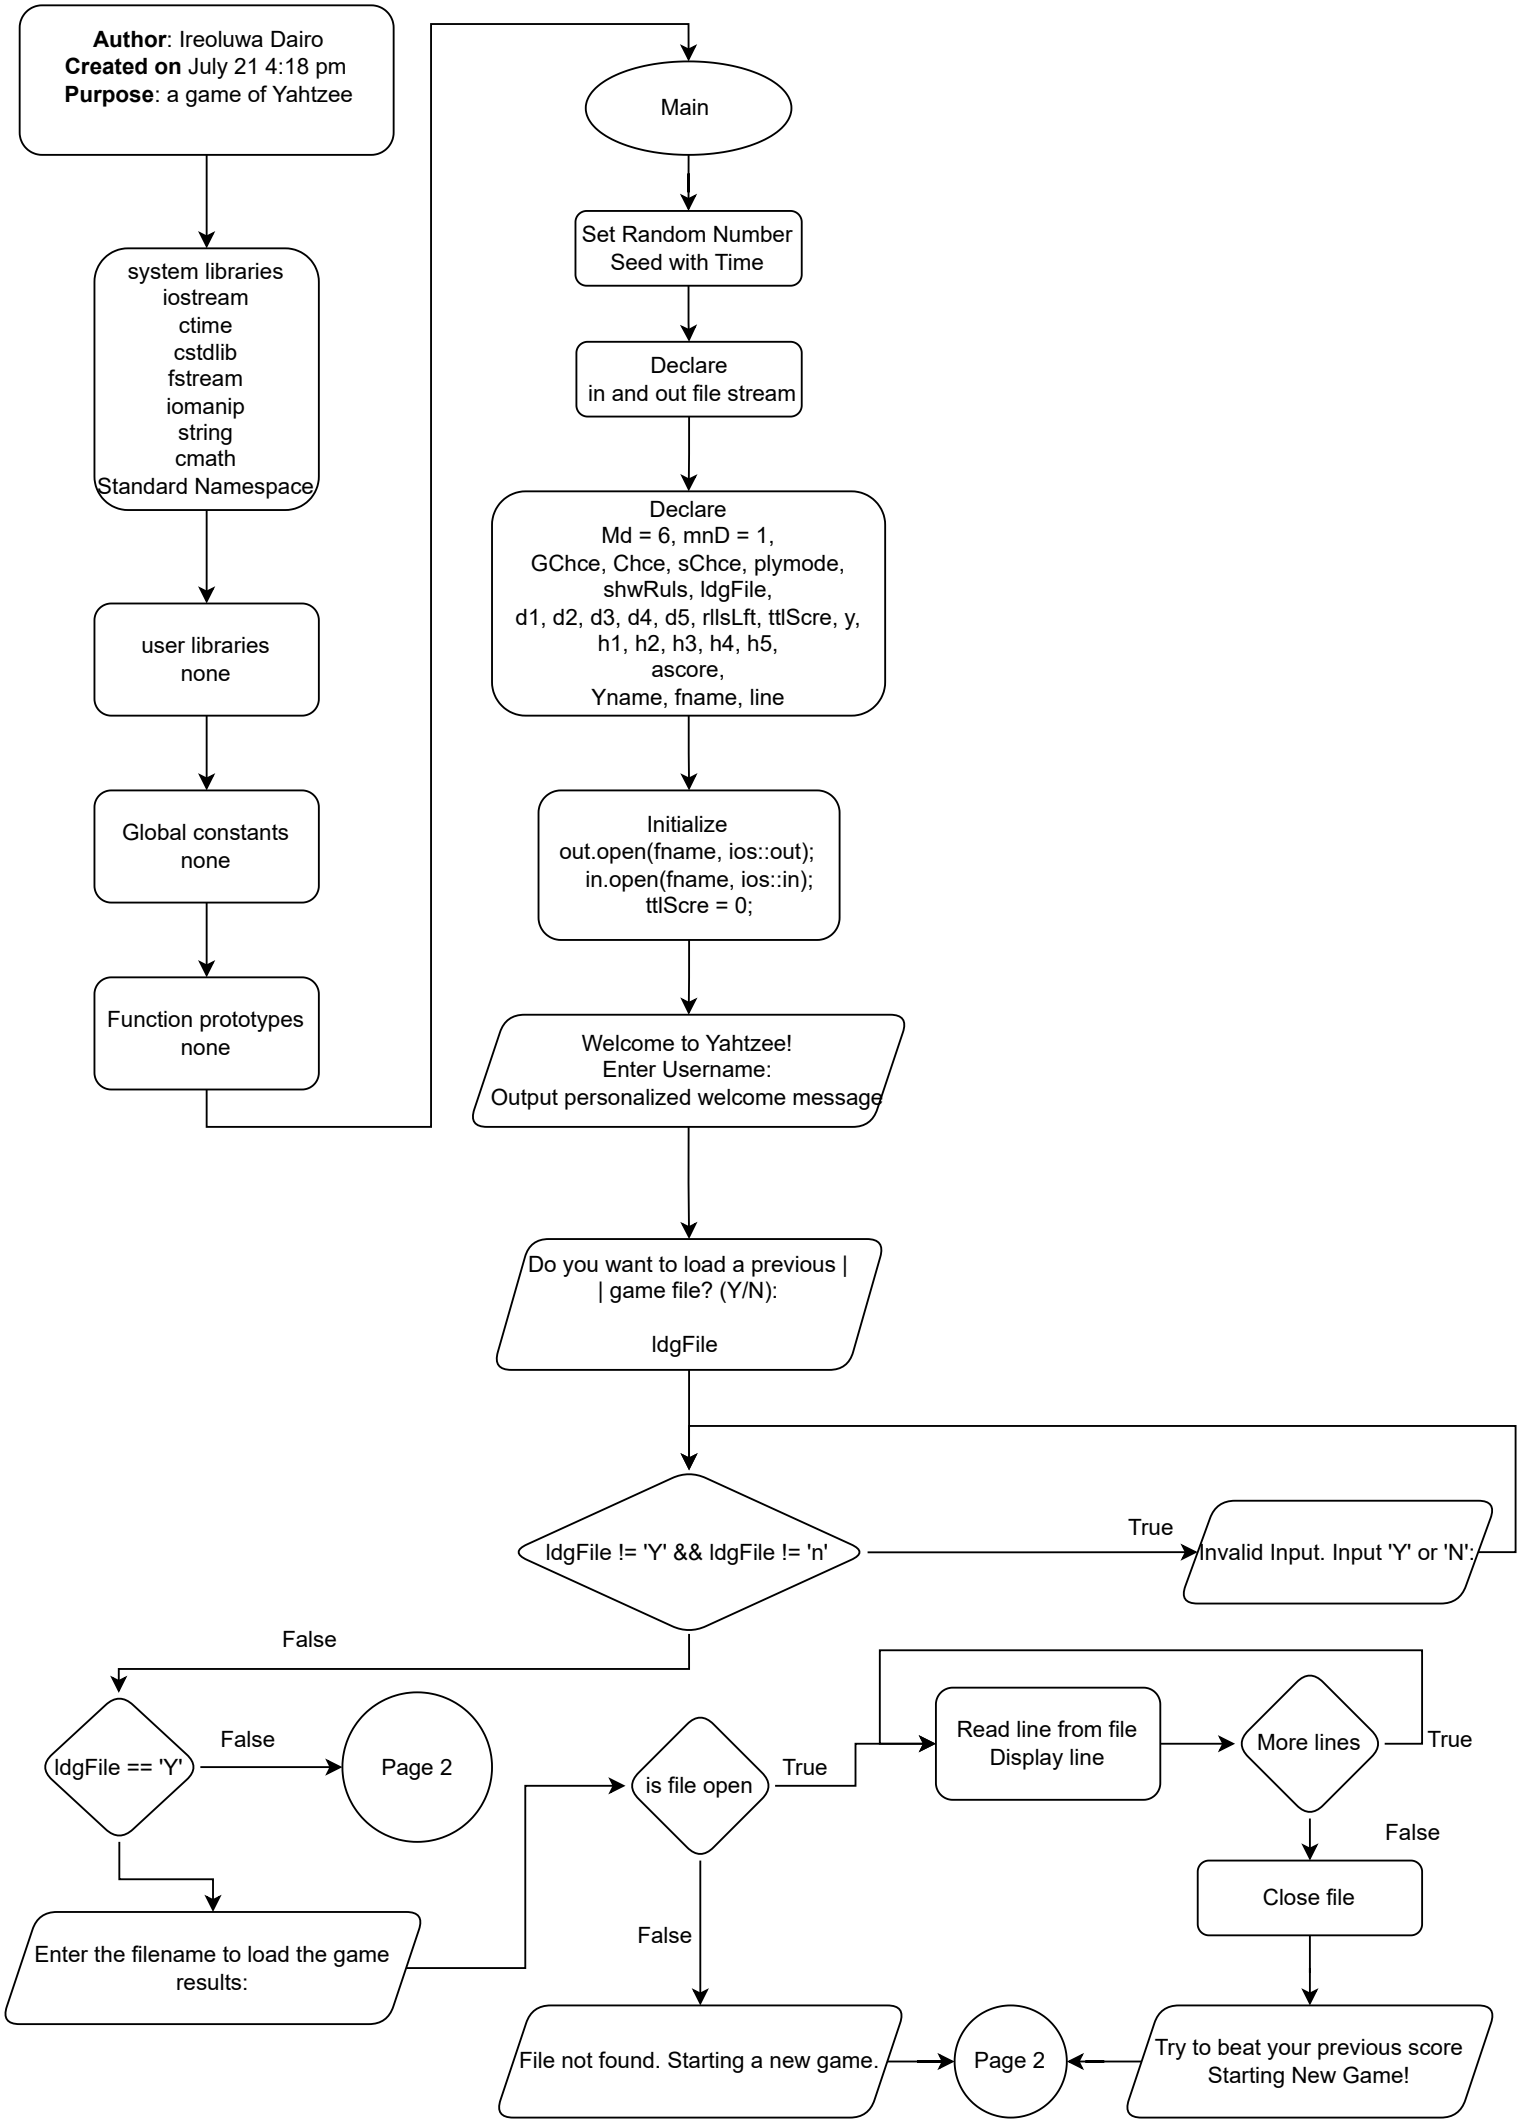 Author: Ireoluwa Dairo
Created on July 21 4:18 pm
Purpose: a game of Yahtzee
system libraries
iostream
ctime
cstdlib
fstream
iomanip
string
cmath
Standard Namespace
user libraries
none
Global constants
none
Function prototypes
none
Main
Set Random Number
Seed with Time
Declare
in and out file stream
Declare
Md = 6, mnD = 1,
GChce, Chce, sChce, plymode,
shwRuls, ldgFile,
d1, d2, d3, d4, d5, rllsLft, ttlScre, y,
h1, h2, h3, h4, h5,
ascore,
Yname, fname, line
Initialize
out.open(fname, ios::out);
in.open(fname, ios::in);
ttlScre = 0;
Welcome to Yahtzee!
Enter Username:
Output personalized welcome message
Do you want to load a previous |
| game file? (Y/N):
ldgFile
ldgFile != 'Y' && ldgFile != 'n'
True
Invalid Input. Input 'Y' or 'N':
False
ldgFile == 'Y'
False
Page 2
Enter the filename to load the game
results:
is file open
True
Read line from file
Display line
More lines
True
False
Close file
False
File not found. Starting a new game.
Page 2
Try to beat your previous score
Starting New Game!